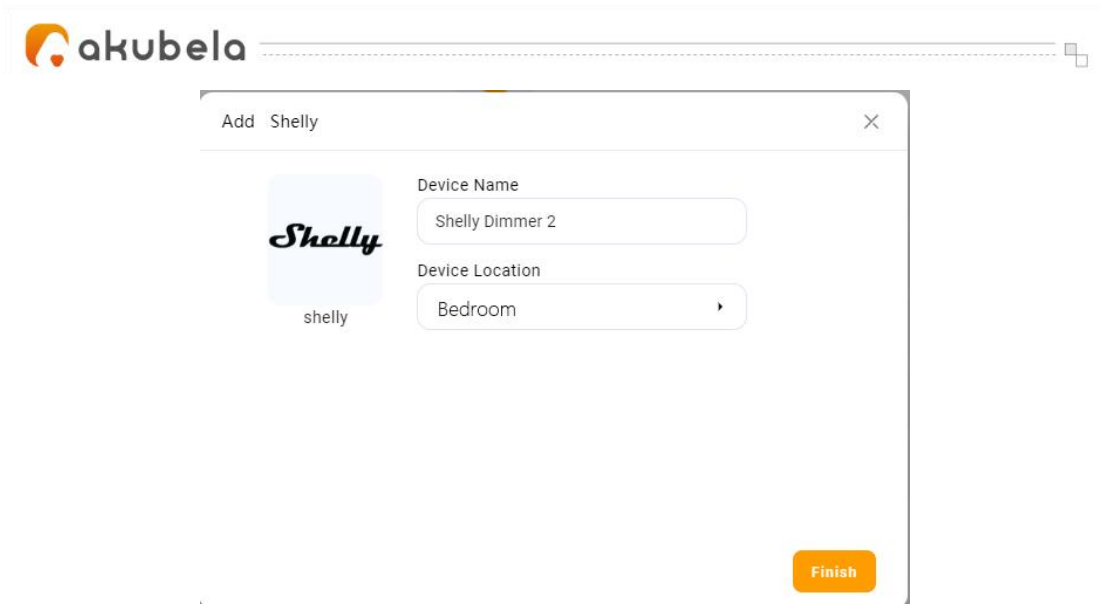 akubela
Add Shelly
Device Name
Shelly
Shelly Dimmer 2
Device Location
shelly
Bedroom
Finish